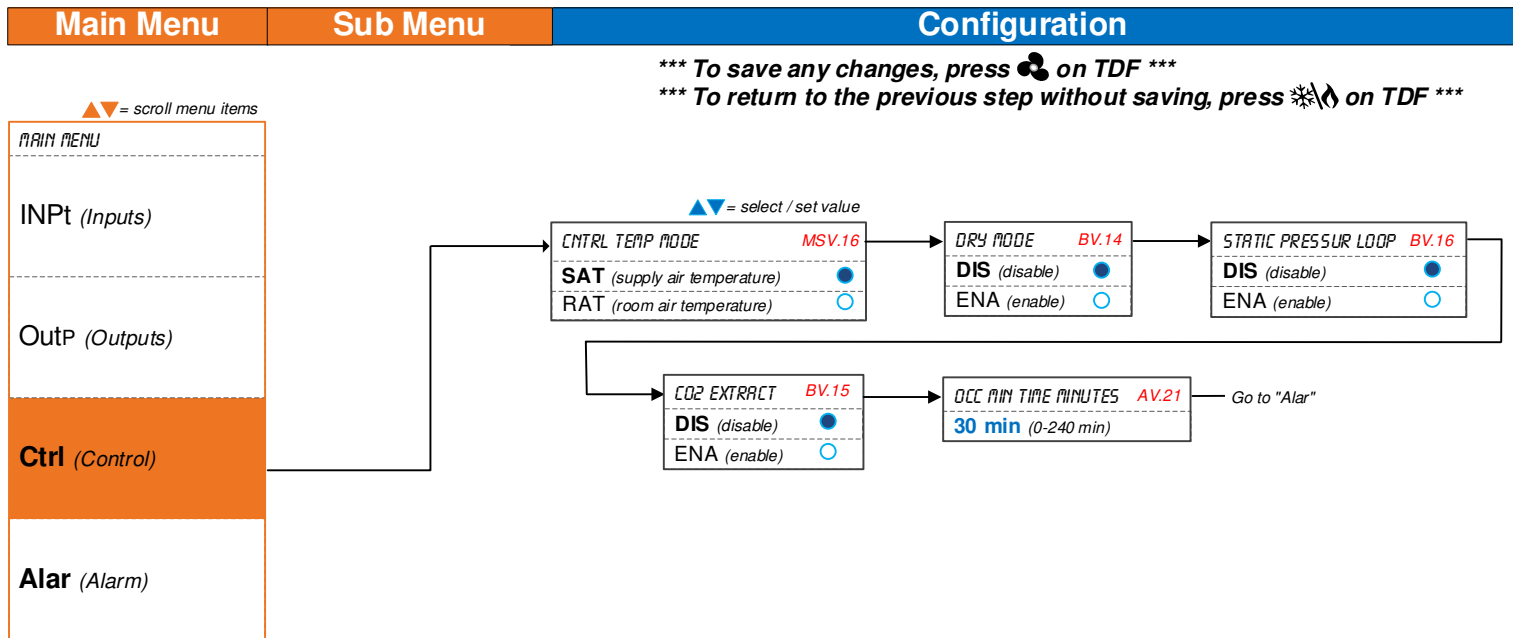 Main Menu Sub Menu Configuration
*** To save any changes, press on TDF ***
*** To return to the previous step without saving, press on TDF ***
▲▼= scroll menu items
MAIN MENU
INPt (Inputs)
OutP (Outputs)
Ctrl (Control)
Alar (Alarm)
▲▼= select / set value
CNTRL TEMP MODE MSV.16
SAT (supply air temperature)
RAT (room air temperature)
DRY MODE BV.14
DIS (disable)
ENA (enable)
STATIC PRESSUR LOOP BV.16
DIS (disable)
ENA (enable)
CO2 EXTRACT BV.15
DIS (disable)
ENA (enable)
OCC MIN TIME MINUTES AV.21
30 min (0-240 min)
Go to "Alar"